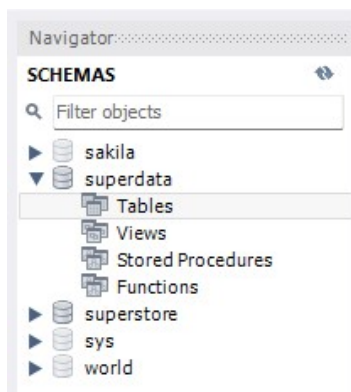 Navigator
SCHEMAS
Filter objects
sakila
superdata
Tables
Views
Stored Procedures
Functions
superstore
sys
world